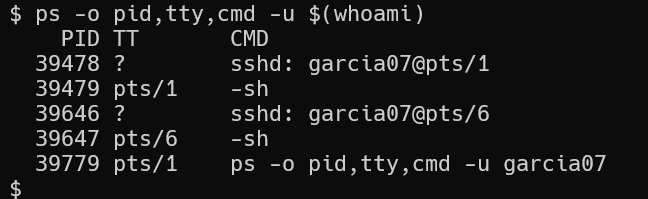 $ ps -o pid,tty,cmd -u $(whoami)
    PID TT       CMD
  39478 ?        sshd: garcia07@pts/1
  39479 pts/1    -sh
  39646 ?        sshd: garcia07@pts/6
  39647 pts/6    -sh
  39779 pts/1    ps -o pid,tty,cmd -u garcia07
$